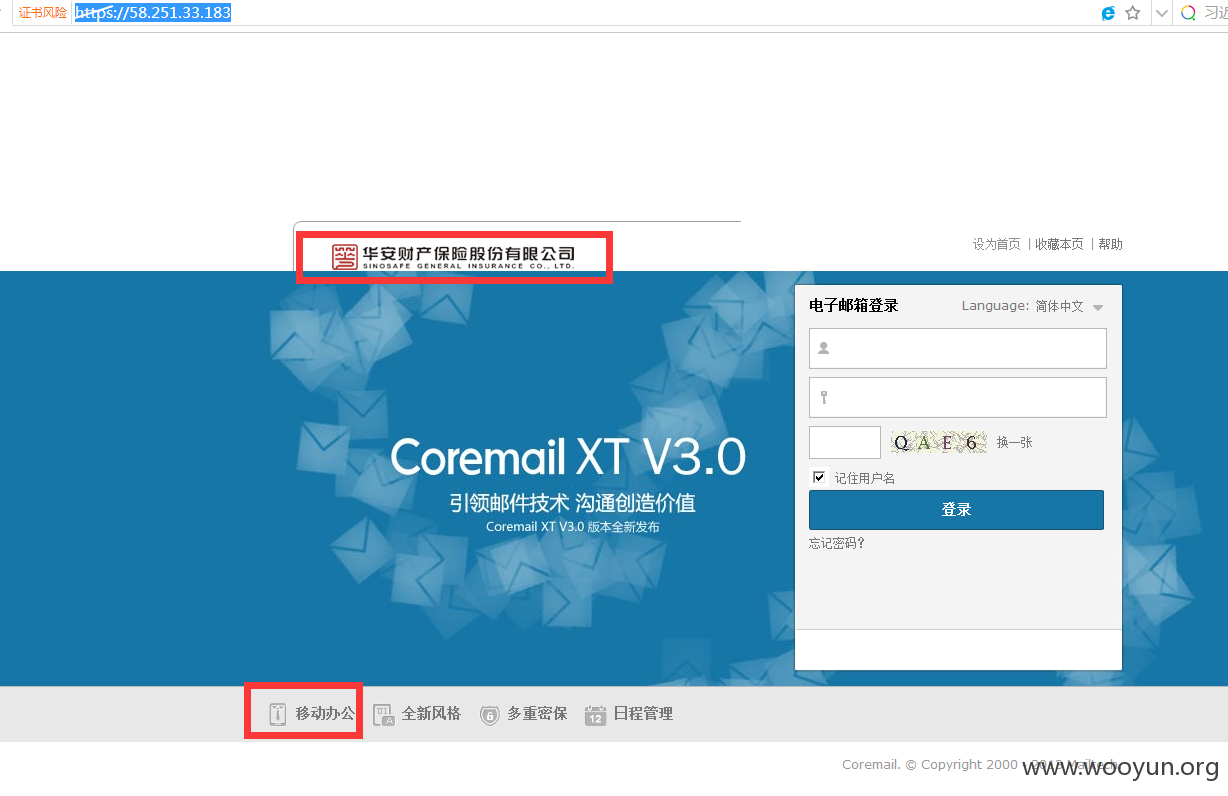 证书风险 https://58.251.33.183 习近
华安财产保险股份有限公司
SINOSAFE GENERAL INSURANCE CO., LTD.
设为首页 | 收藏本页 | 帮助
电子邮箱登录 Language: 简体中文
Q A E 6 换一张
记住用户名
登录
忘记密码?
Coremail XT V3.0
引领邮件技术 沟通创造价值
Coremail XT V3.0 版本全新发布
移动办公 全新风格 多重密保 12 日程管理
Coremail. © Copyright 2000
www.wooyun.org